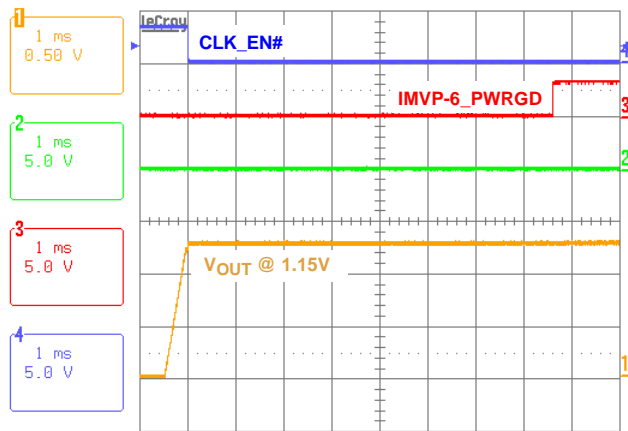 1
1 ms
0.50 V
2
1 ms
5.0 V
3
1 ms
5.0 V
4
1 ms
5.0 V
leCroy
CLK_EN#
4
IMVP-6_PWRGD
3
2
VOUT @ 1.15V
1